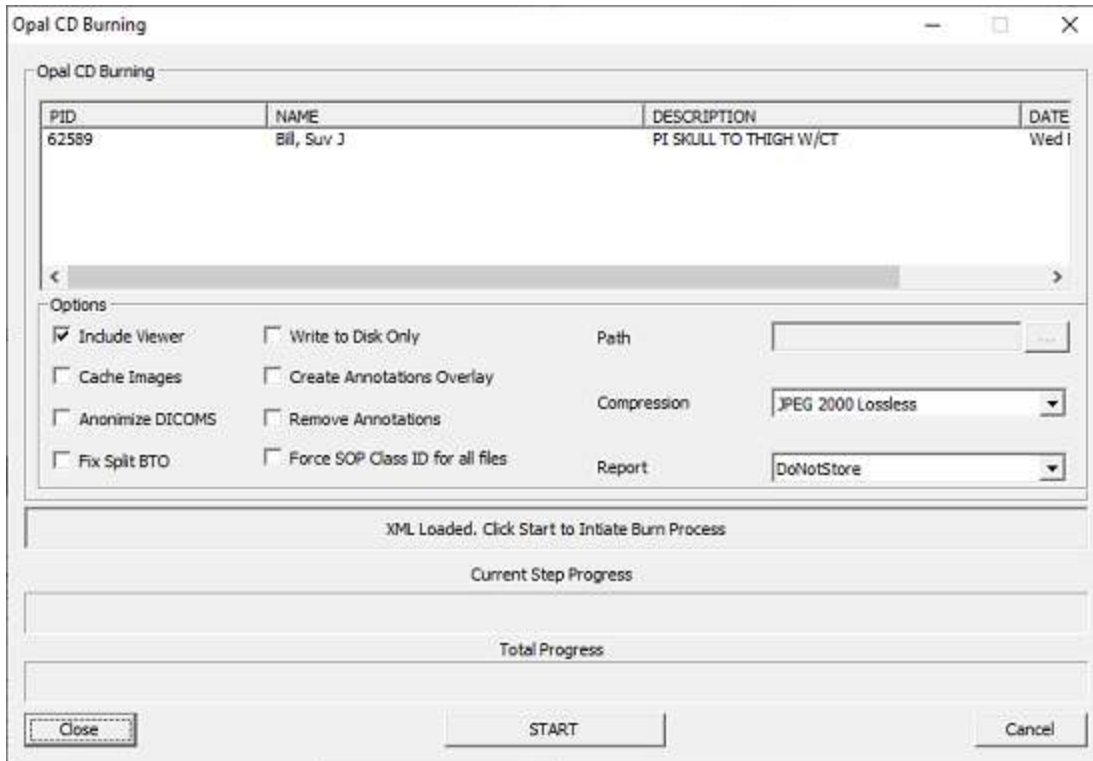 Opal CD Burning
Opal CD Burning
PID NAME DESCRIPTION DATE
62589 Bill, Suv J PI SKULL TO THIGH W/CT Wed
Options
Include Viewer Write to Disk Only Path ...
Cache Images Create Annotations Overlay
Compression JPEG 2000 Lossless
Anonimize DICOMS Remove Annotations
Fix Split BTO Force SOP Class ID for all files
Report DoNotStore
XML Loaded. Click Start to Intiate Burn Process
Current Step Progress
Total Progress
Close START Cancel